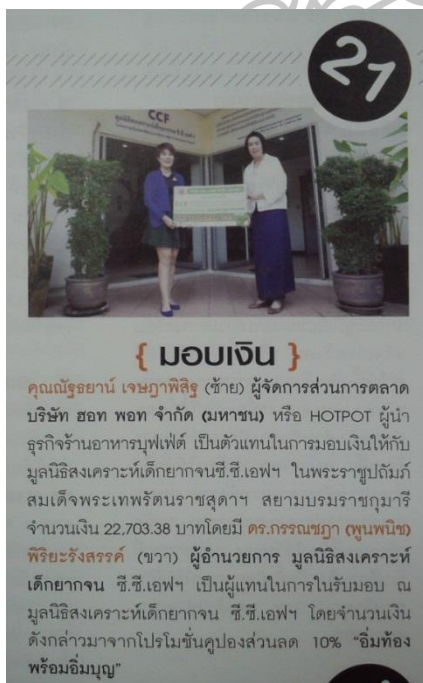 21
CCF
{ มอบเงิน }
คุณณัฐธยาน์ เจษฎาพิสิฐ (ซ้าย) ผู้จัดการส่วนการตลาด
บริษัท ฮอท พอท จำกัด (มหาชน) หรือ HOTPOT ผู้นำ
ธุรกิจร้านอาหารบุฟเฟ่ต์ เป็นตัวแทนในการมอบเงินให้กับ
มูลนิธิสงเคราะห์เด็กยากจนซี.ซี.เอฟฯ ในพระราชูปถัมภ์
สมเด็จพระเทพรัตนราชสุดาฯ สยามบรมราชกุมารี
จำนวนเงิน 22,703.38 บาทโดยมี ดร.กรรณชฎา (พูนพนิช)
พิริยะรังสรรค์ (ขวา) ผู้อำนวยการ มูลนิธิสงเคราะห์
เด็กยากจน ซี.ซี.เอฟฯ เป็นผู้แทนในการในรับมอบ ณ
มูลนิธิสงเคราะห์เด็กยากจน ซี.ซี.เอฟฯ โดยจำนวนเงิน
ดังกล่าวมาจากโปรโมชั่นคูปองส่วนลด 10% "อิ่มท้อง
พร้อมอิ่มบุญ"